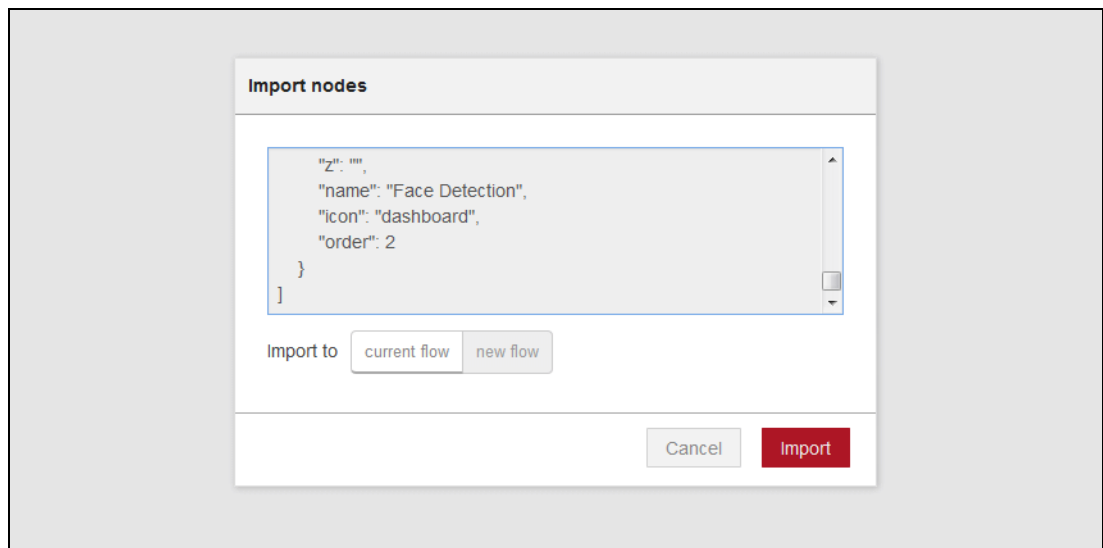 Import nodes
"z": "",
"name": "Face Detection",
"icon": "dashboard",
"order": 2
}
]
Import to current flow new flow
Cancel Import